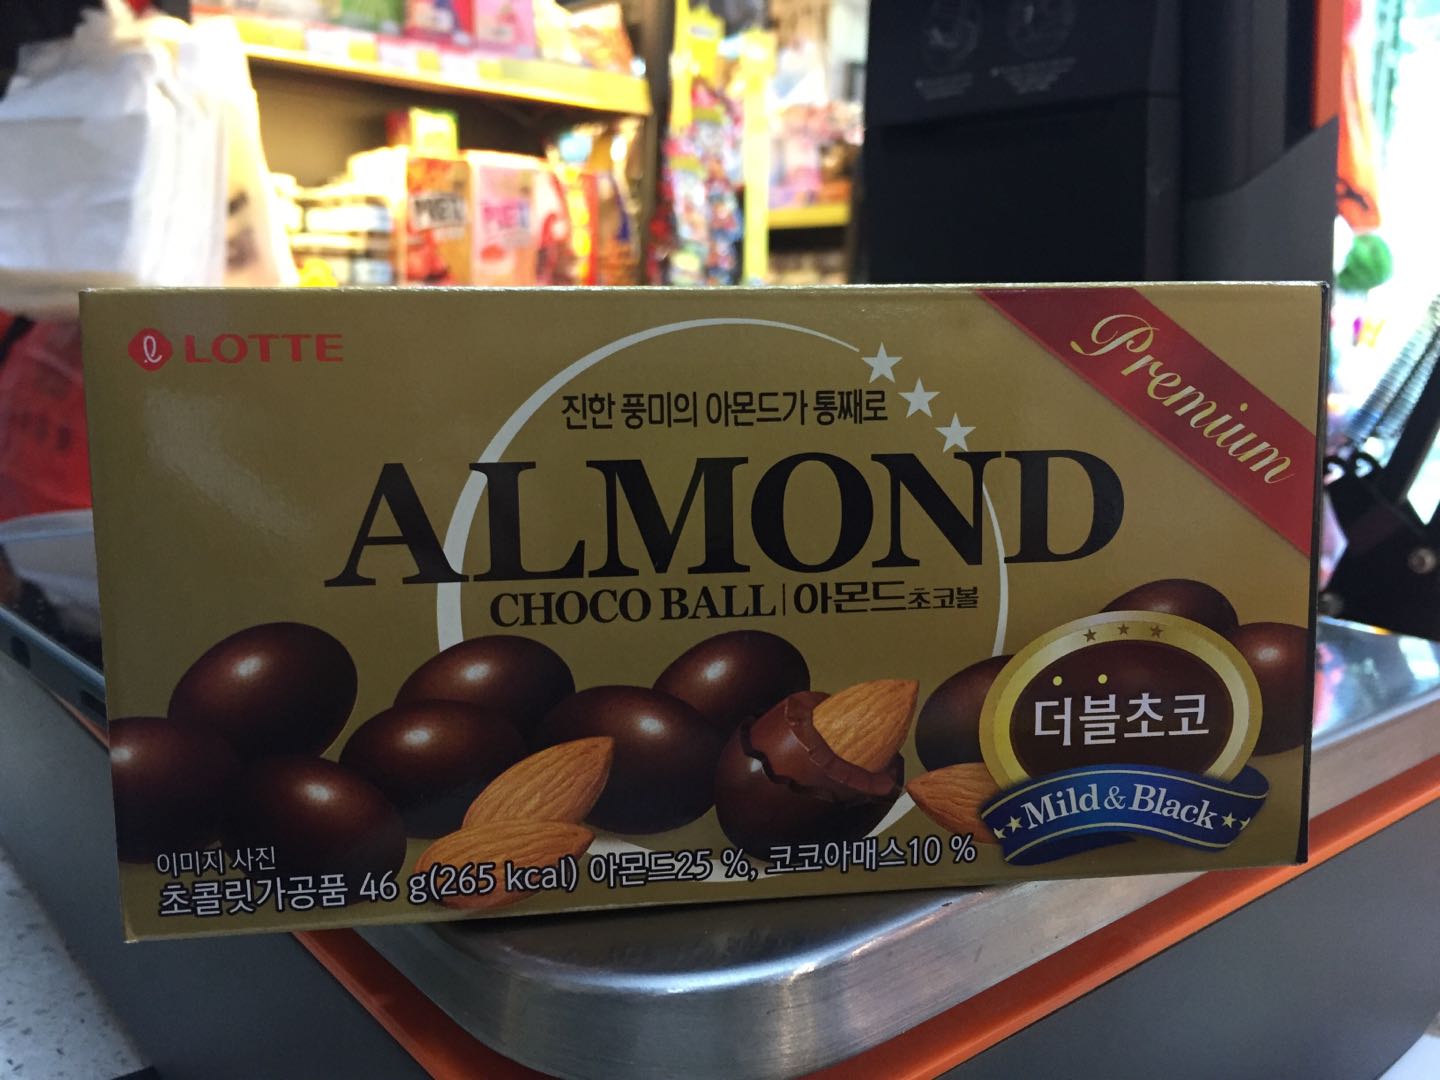 LOTTE
Premium
진한 풍미의 아몬드가 통째로
ALMOND
CHOCO BALL | 아몬드초코볼
더블초코
Mild & Black
이미지 사진
초콜릿가공품 46 g(265 kcal) 아몬드25 %, 코코아매스10 %